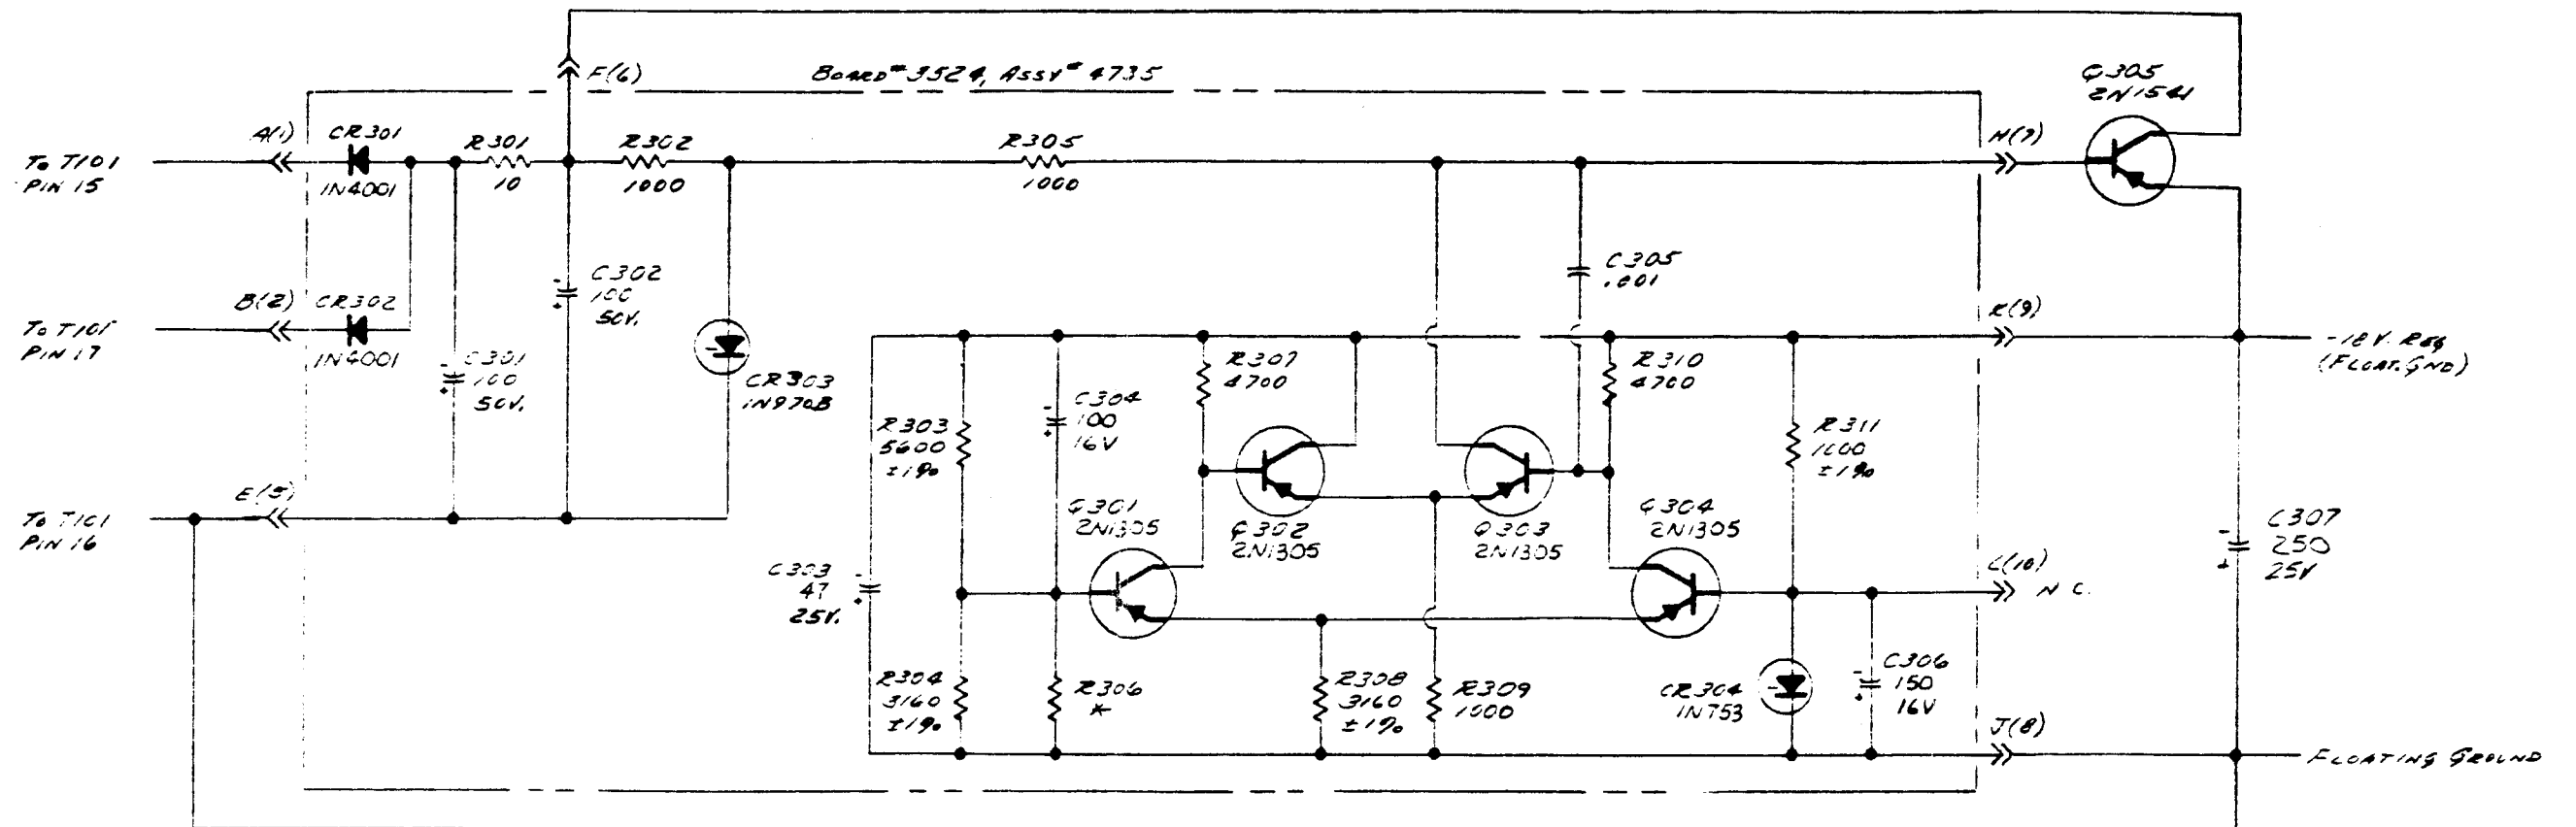 Board# 3524, Assy# 4735
F(6)
To T101
Pin 15
A(1)
CR301
1N4001
R301
10
R302
1000
R305
1000
H(7)
Q305
2N1541
To T101
Pin 17
B(2)
CR302
1N4001
C301
100
50V.
C302
100
50V.
CR303
1N970B
C305
.001
K(9)
-18 V. Reg
(Float. Gnd)
R303
5600
±1%
C304
100
16V
R307
4700
R310
4700
R311
1000
±1%
To T101
Pin 16
E(5)
Q301
2N1305
Q302
2N1305
Q303
2N1305
Q304
2N1305
C303
47
25V.
L(10)
N C.
C307
250
25V
R304
3160
±1%
R306
*
R308
3160
±1%
R309
1000
CR304
1N753
C306
150
16V
J(8)
Floating Ground